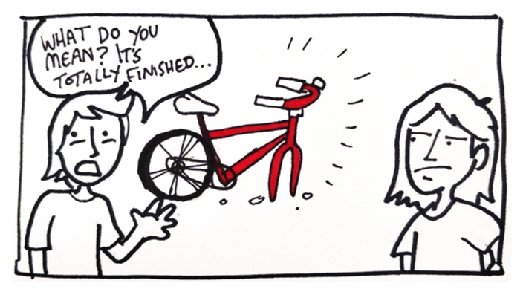 WHAT DO YOU
MEAN? IT'S
TOTALLY FINISHED...